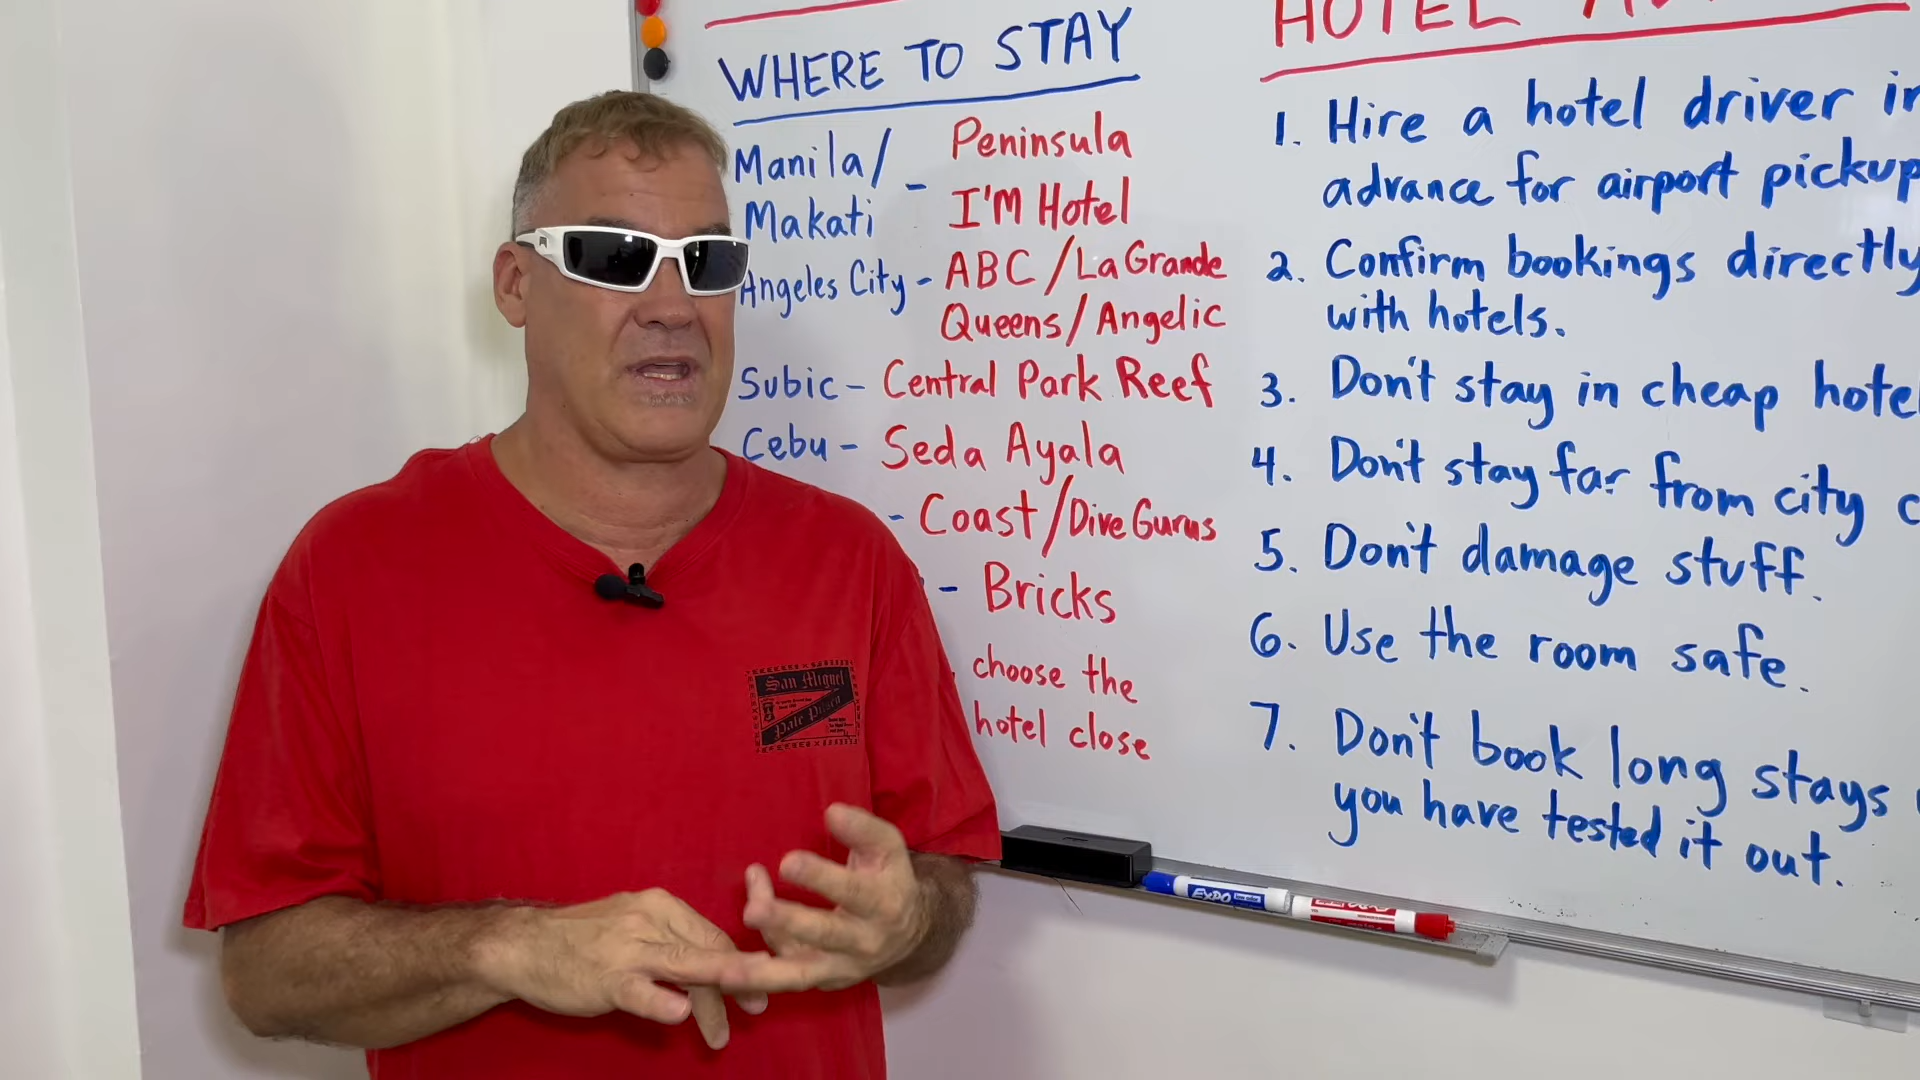 WHERE TO STAY
Manila/
Makati
- Peninsula
I'M Hotel
Angeles City - ABC/La Grande
Queens/Angelic
Subic - Central Park Reef
Cebu - Seda Ayala
- Coast/Dive Gurus
- Bricks
choose the
hotel close
HOTEL
1. Hire a hotel driver in
advance for airport pickup
2. Confirm bookings directly
with hotels.
3. Don't stay in cheap hotel
4. Don't stay far from city c
5. Don't damage stuff.
6. Use the room safe.
7. Don't book long stays
you have tested it out.
San Miguel
Pale Pilsen
EXPO